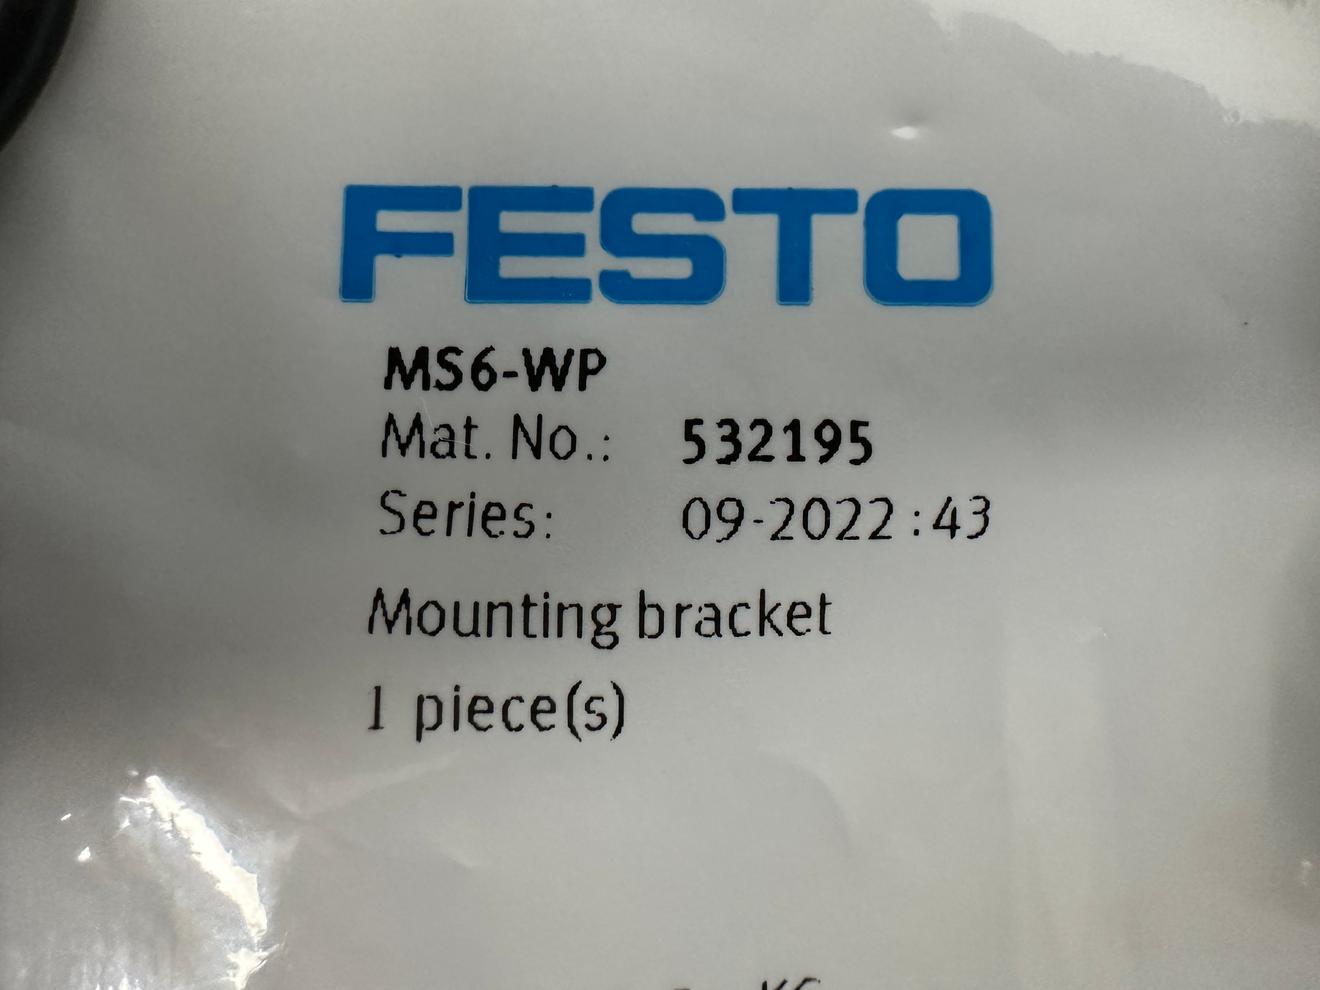 FESTO
MS6-WP
Mat. No.: 532195
Series: 09-2022:43
Mounting bracket
1 piece(s)